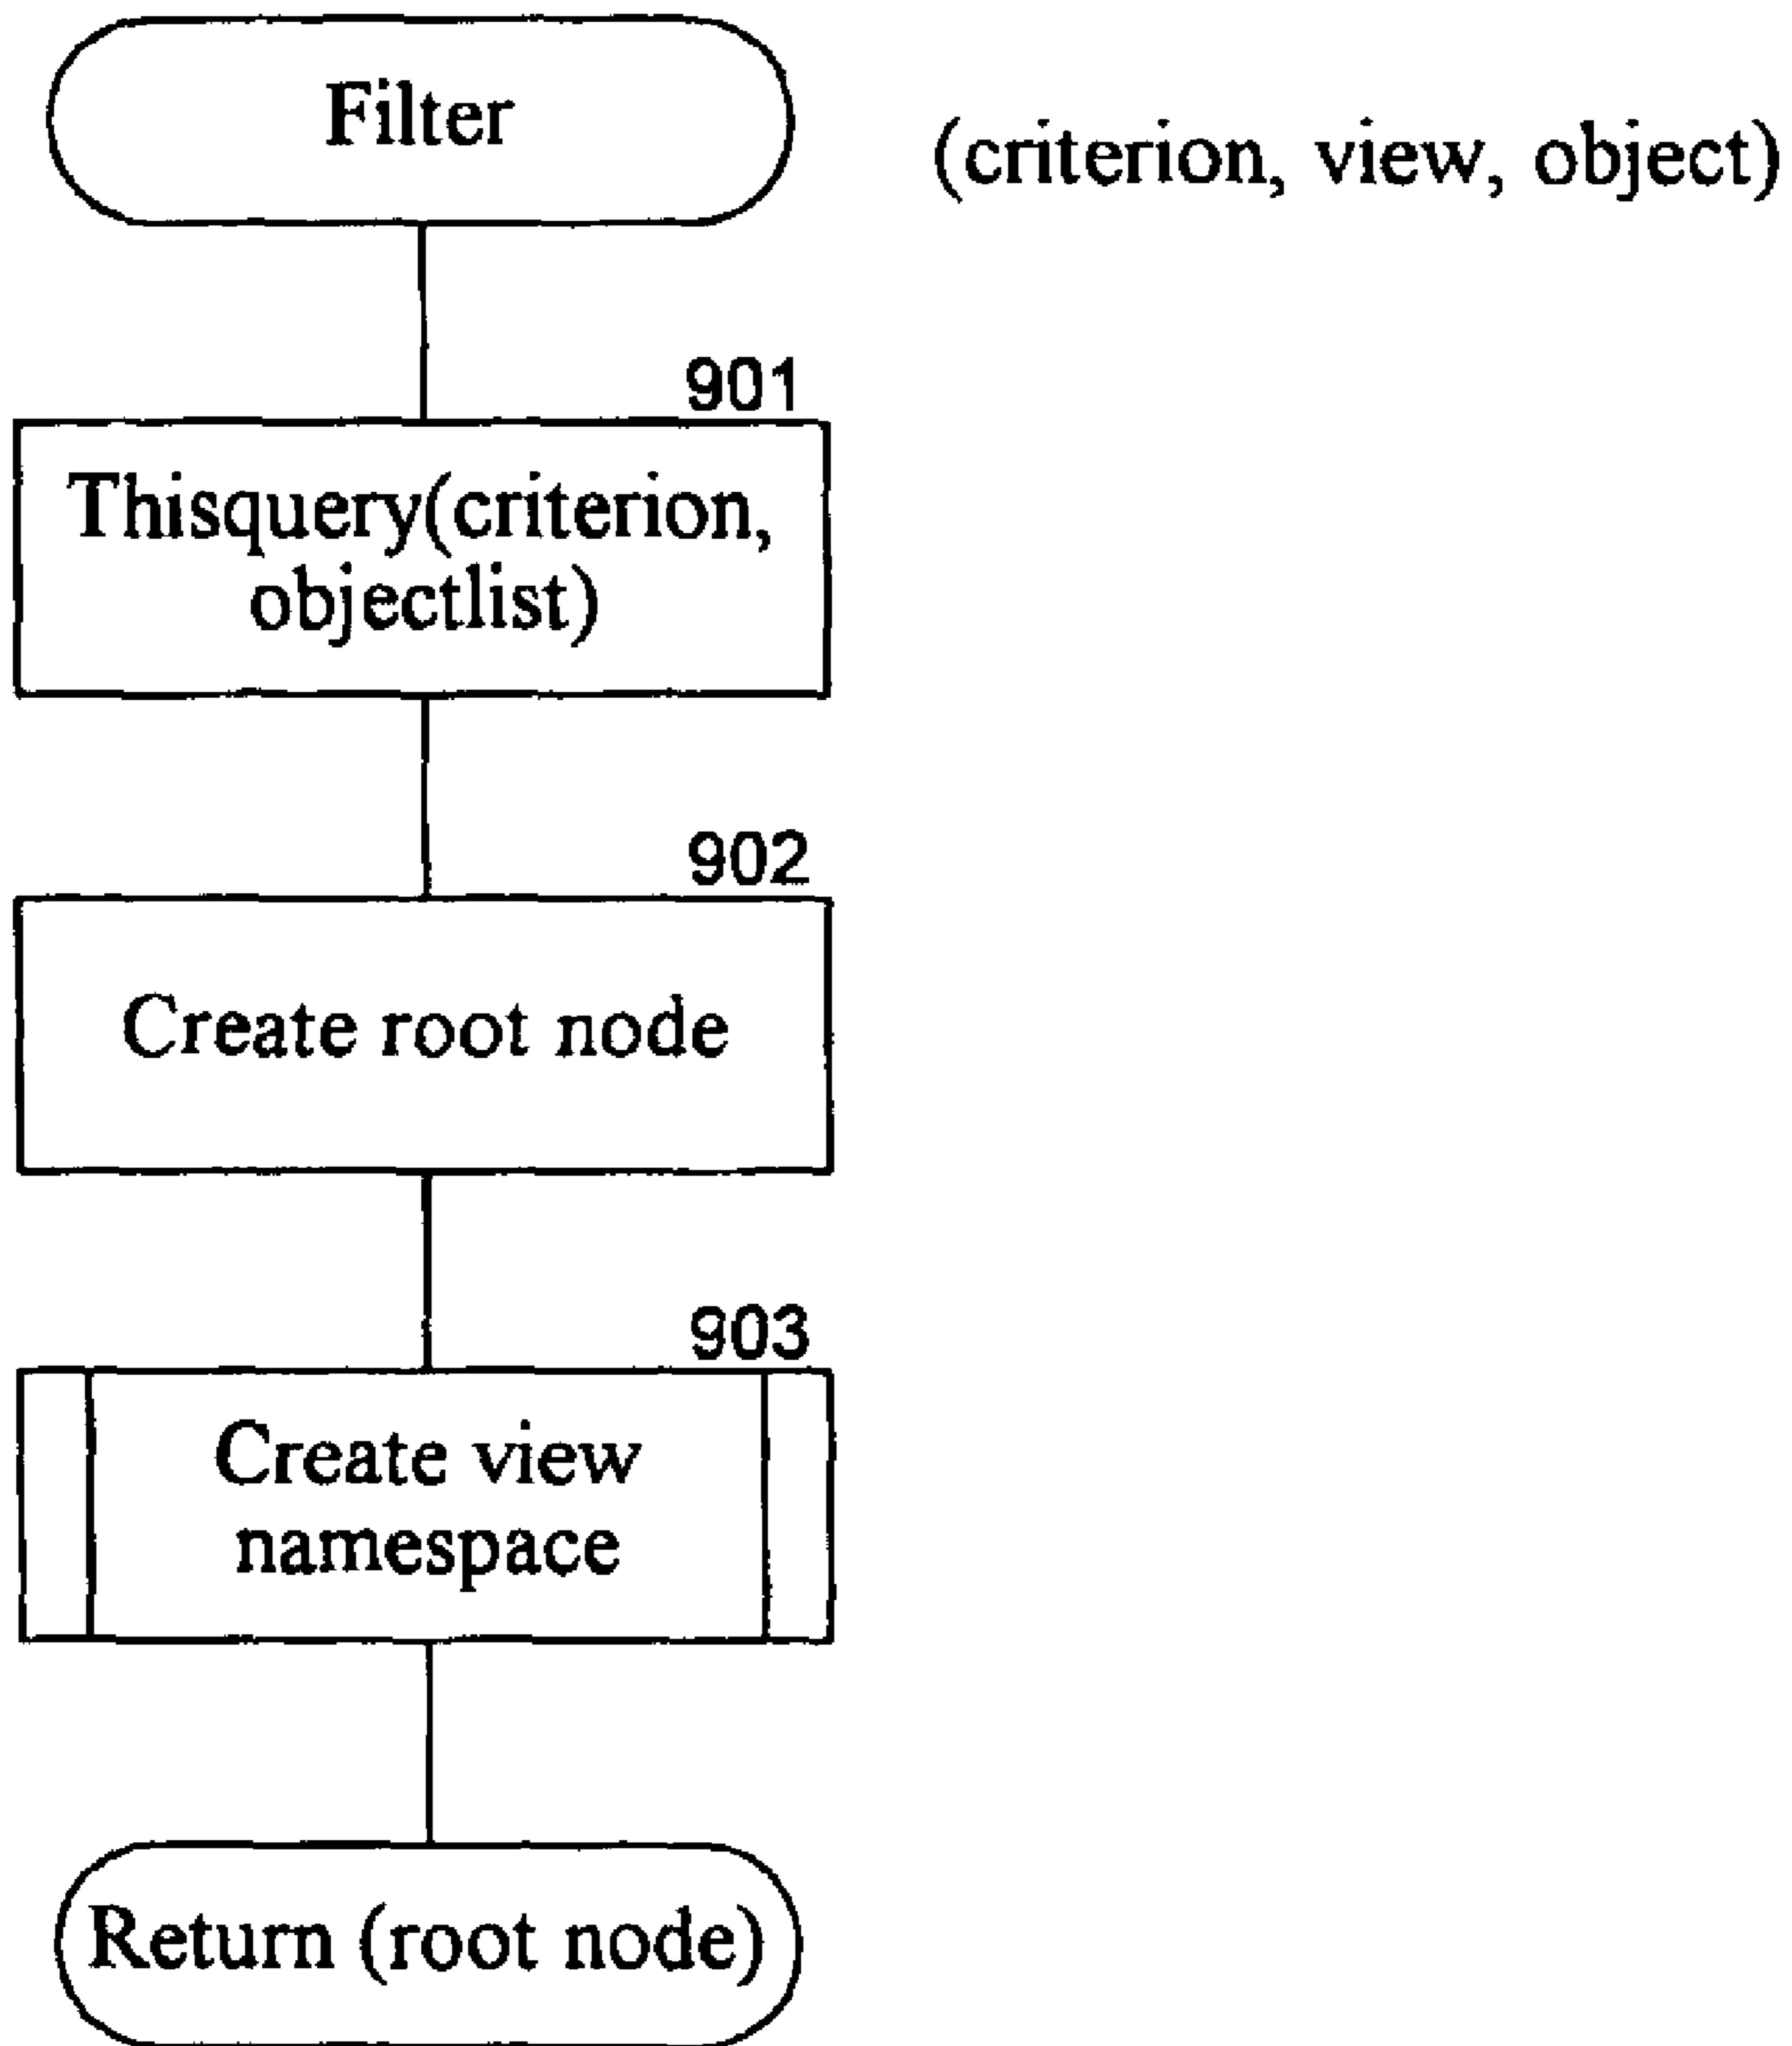 Filter
(criterion, view, object)
901
Thisquery(criterion,
objectlist)
902
Create root node
903
Create view
namespace
Return (root node)